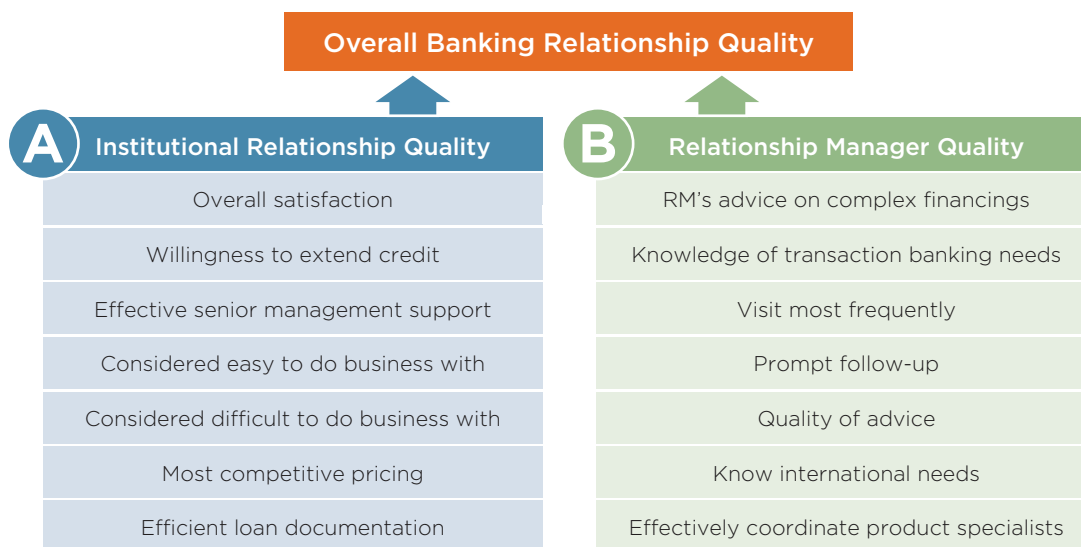 Overall Banking Relationship Quality
A
Institutional Relationship Quality
Overall satisfaction
Willingness to extend credit
Effective senior management support
Considered easy to do business with
Considered difficult to do business with
Most competitive pricing
Efficient loan documentation
B
Relationship Manager Quality
RM’s advice on complex financings
Knowledge of transaction banking needs
Visit most frequently
Prompt follow-up
Quality of advice
Know international needs
Effectively coordinate product specialists